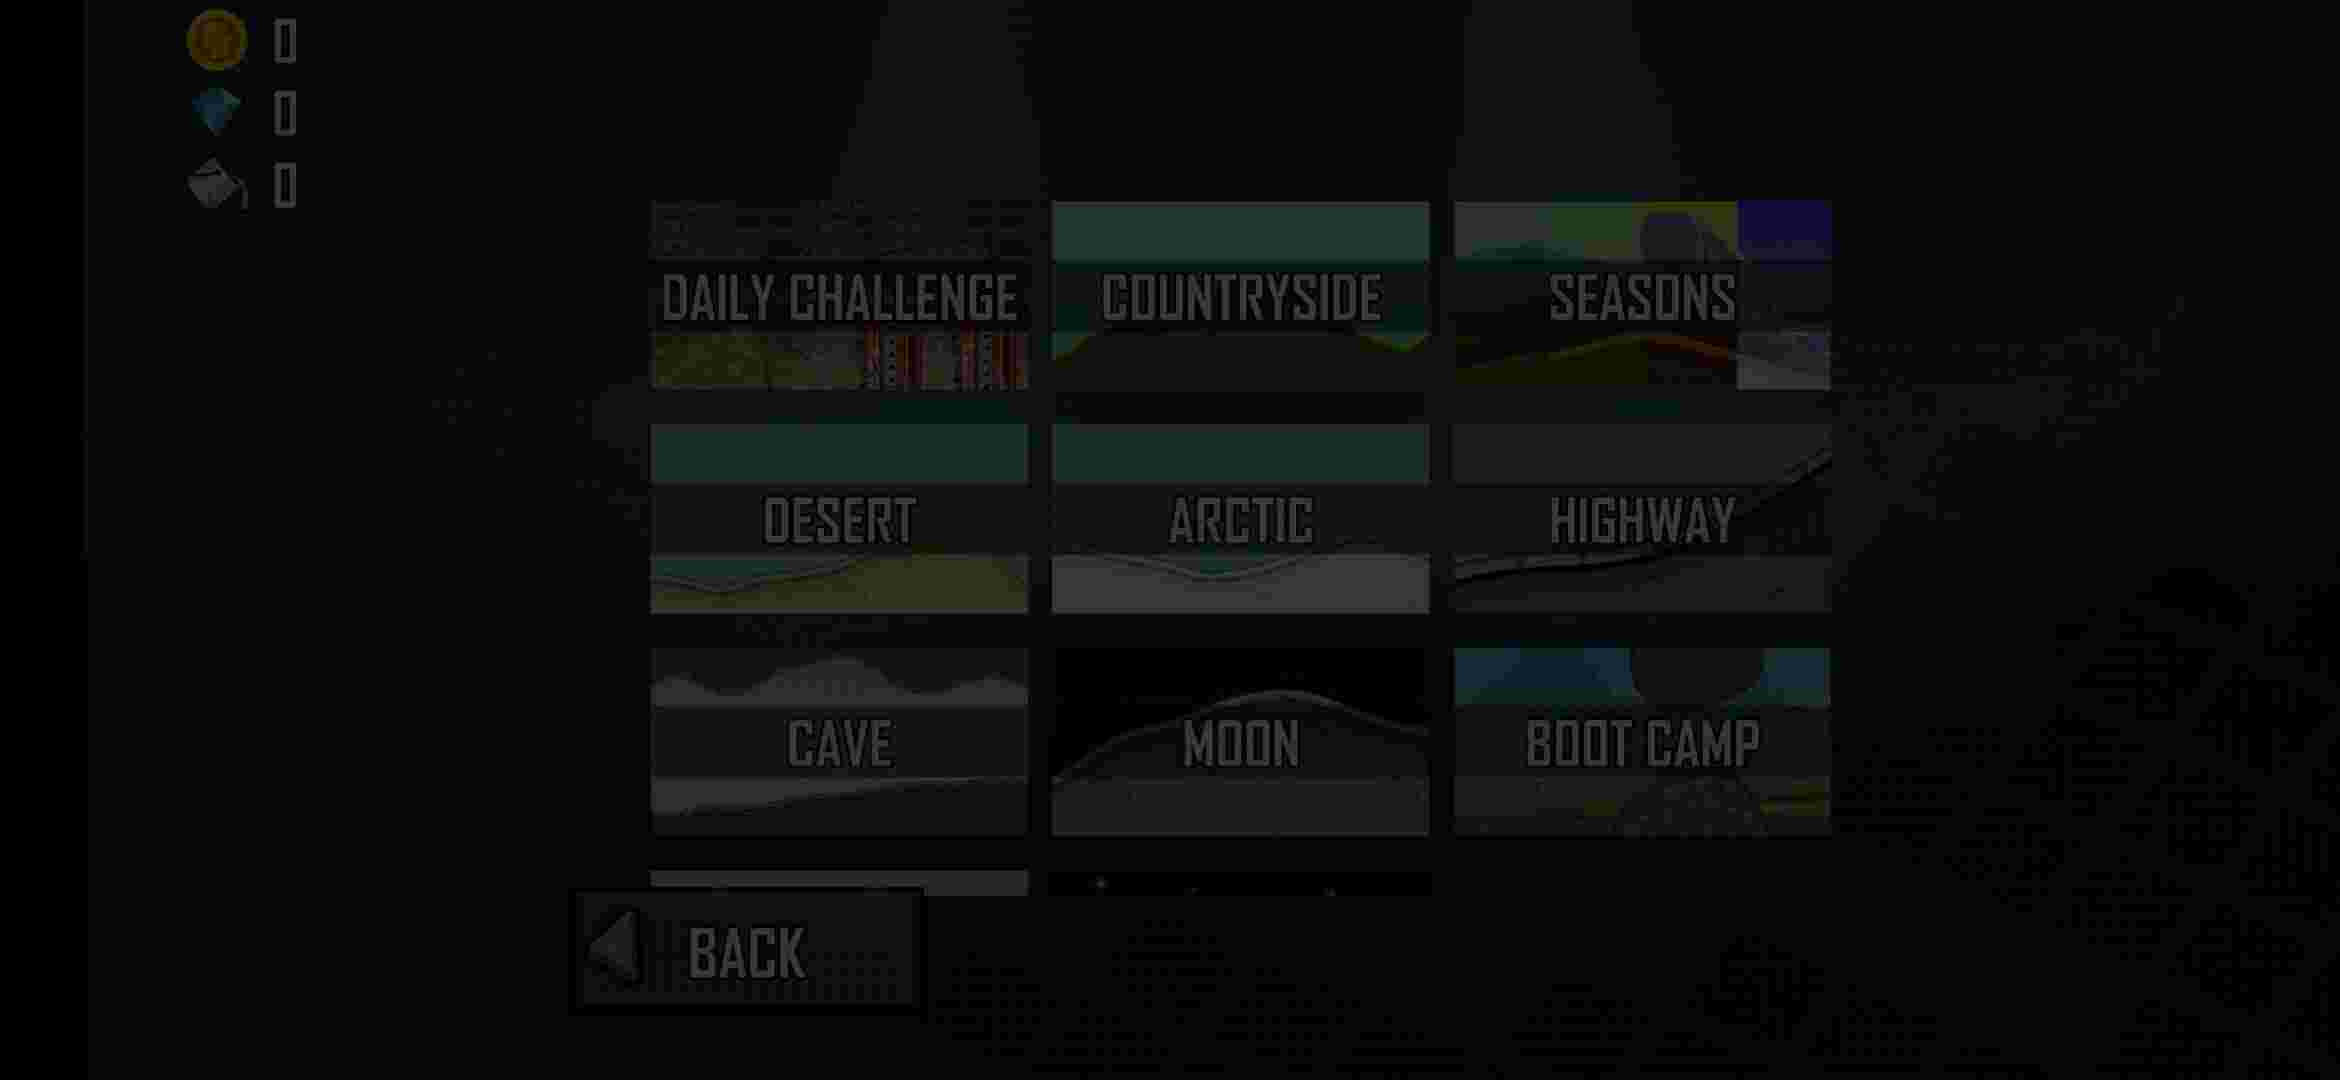 0
0
0
DAILY CHALLENGE
COUNTRYSIDE
SEASONS
DESERT
ARCTIC
HIGHWAY
CAVE
MOON
BOOT CAMP
BACK